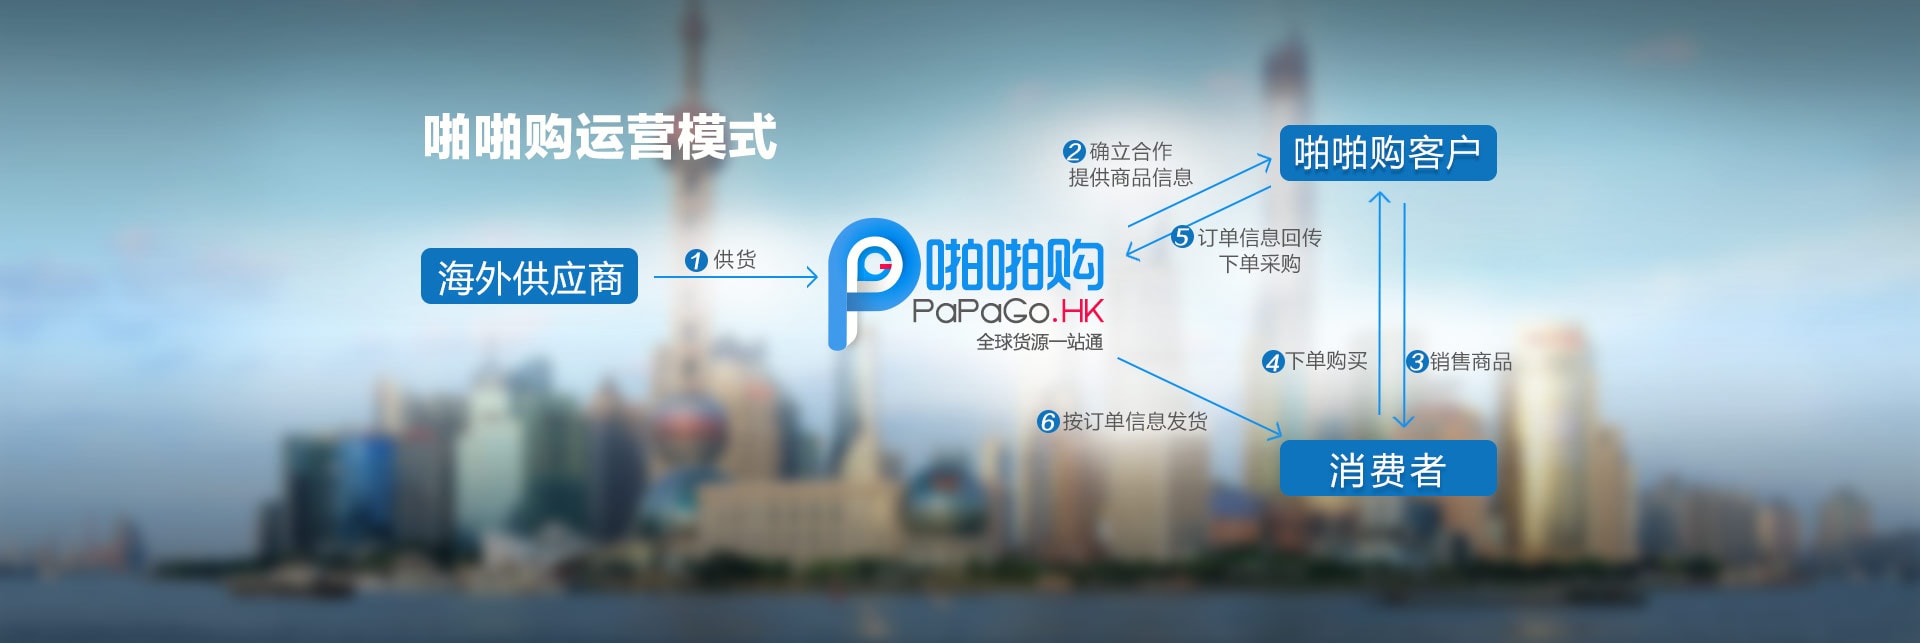 啪啪购运营模式
海外供应商
1 供货
啪啪购
PaPaGo.HK
全球货源一站通
2 确立合作
提供商品信息
啪啪购客户
5 订单信息回传
下单采购
4 下单购买
3 销售商品
6 按订单信息发货
消费者